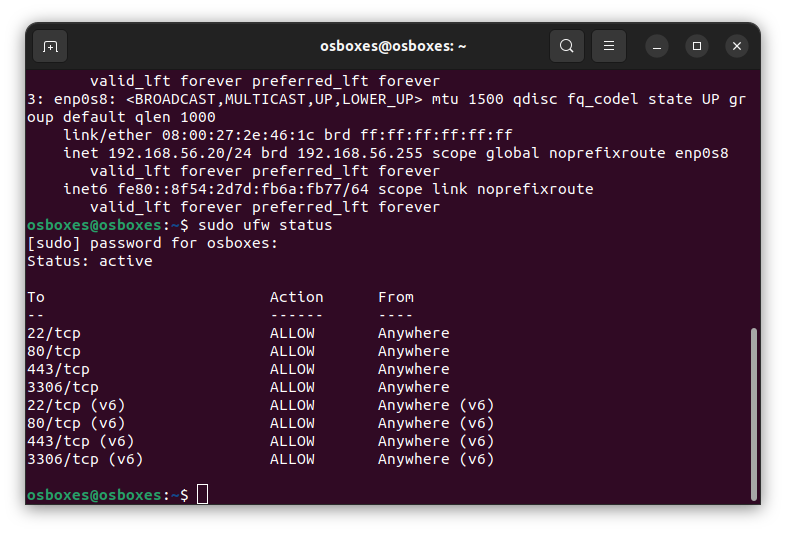 osboxes@osboxes: ~
valid_lft forever preferred_lft forever
3: enp0s8: <BROADCAST,MULTICAST,UP,LOWER_UP> mtu 1500 qdisc fq_codel state UP gr
oup default qlen 1000
link/ether 08:00:27:2e:46:1c brd ff:ff:ff:ff:ff:ff
inet 192.168.56.20/24 brd 192.168.56.255 scope global noprefixroute enp0s8
valid_lft forever preferred_lft forever
inet6 fe80::8f54:2d7d:fb6a:fb77/64 scope link noprefixroute
valid_lft forever preferred_lft forever
osboxes@osboxes:~$ sudo ufw status
[sudo] password for osboxes:
Status: active
To Action From
-- ------ ----
22/tcp ALLOW Anywhere
80/tcp ALLOW Anywhere
443/tcp ALLOW Anywhere
3306/tcp ALLOW Anywhere
22/tcp (v6) ALLOW Anywhere (v6)
80/tcp (v6) ALLOW Anywhere (v6)
443/tcp (v6) ALLOW Anywhere (v6)
3306/tcp (v6) ALLOW Anywhere (v6)
osboxes@osboxes:~$